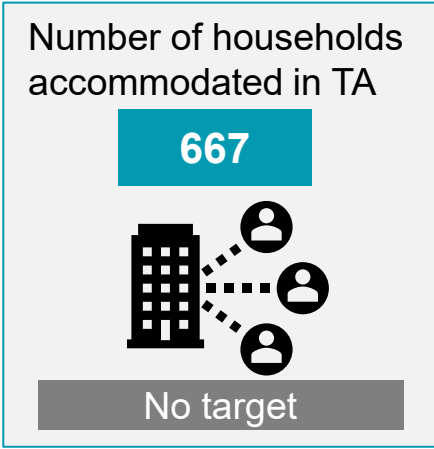 Number of households
accommodated in TA
667
No target